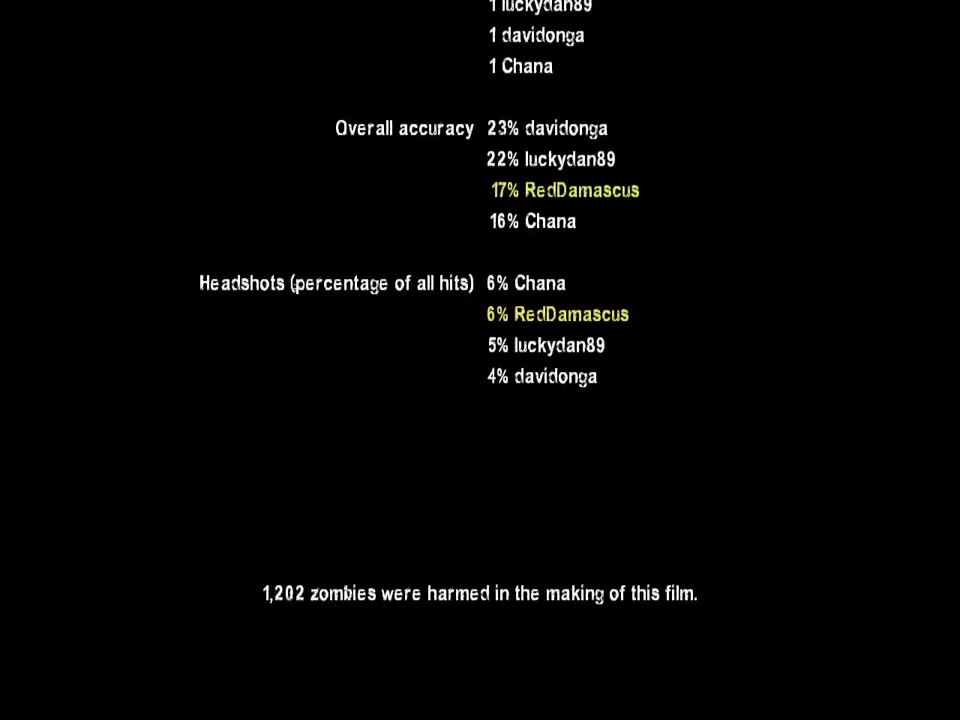 1 luckydan89
1 davidonga
1 Chana
Overall accuracy 23% davidonga
22% luckydan89
17% RedDamascus
16% Chana
Headshots (percentage of all hits) 6% Chana
6% RedDamascus
5% luckydan89
4% davidonga
1,202 zombies were harmed in the making of this film.